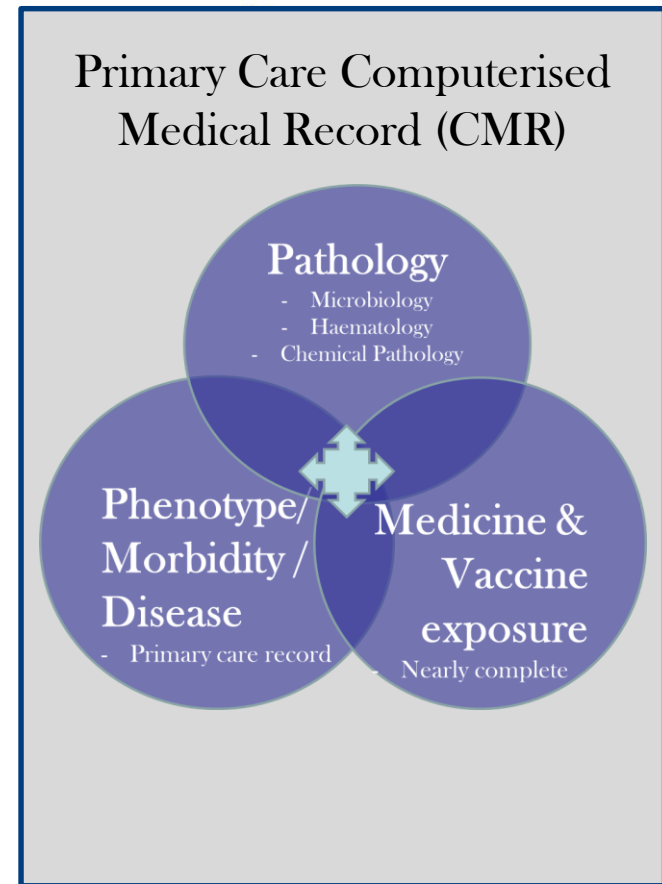 Primary Care Computerised
Medical Record (CMR)
Pathology
- Microbiology
- Haematology
- Chemical Pathology
Phenotype/
Morbidity /
Disease
- Primary care record
Medicine &
Vaccine
exposure
- Nearly complete